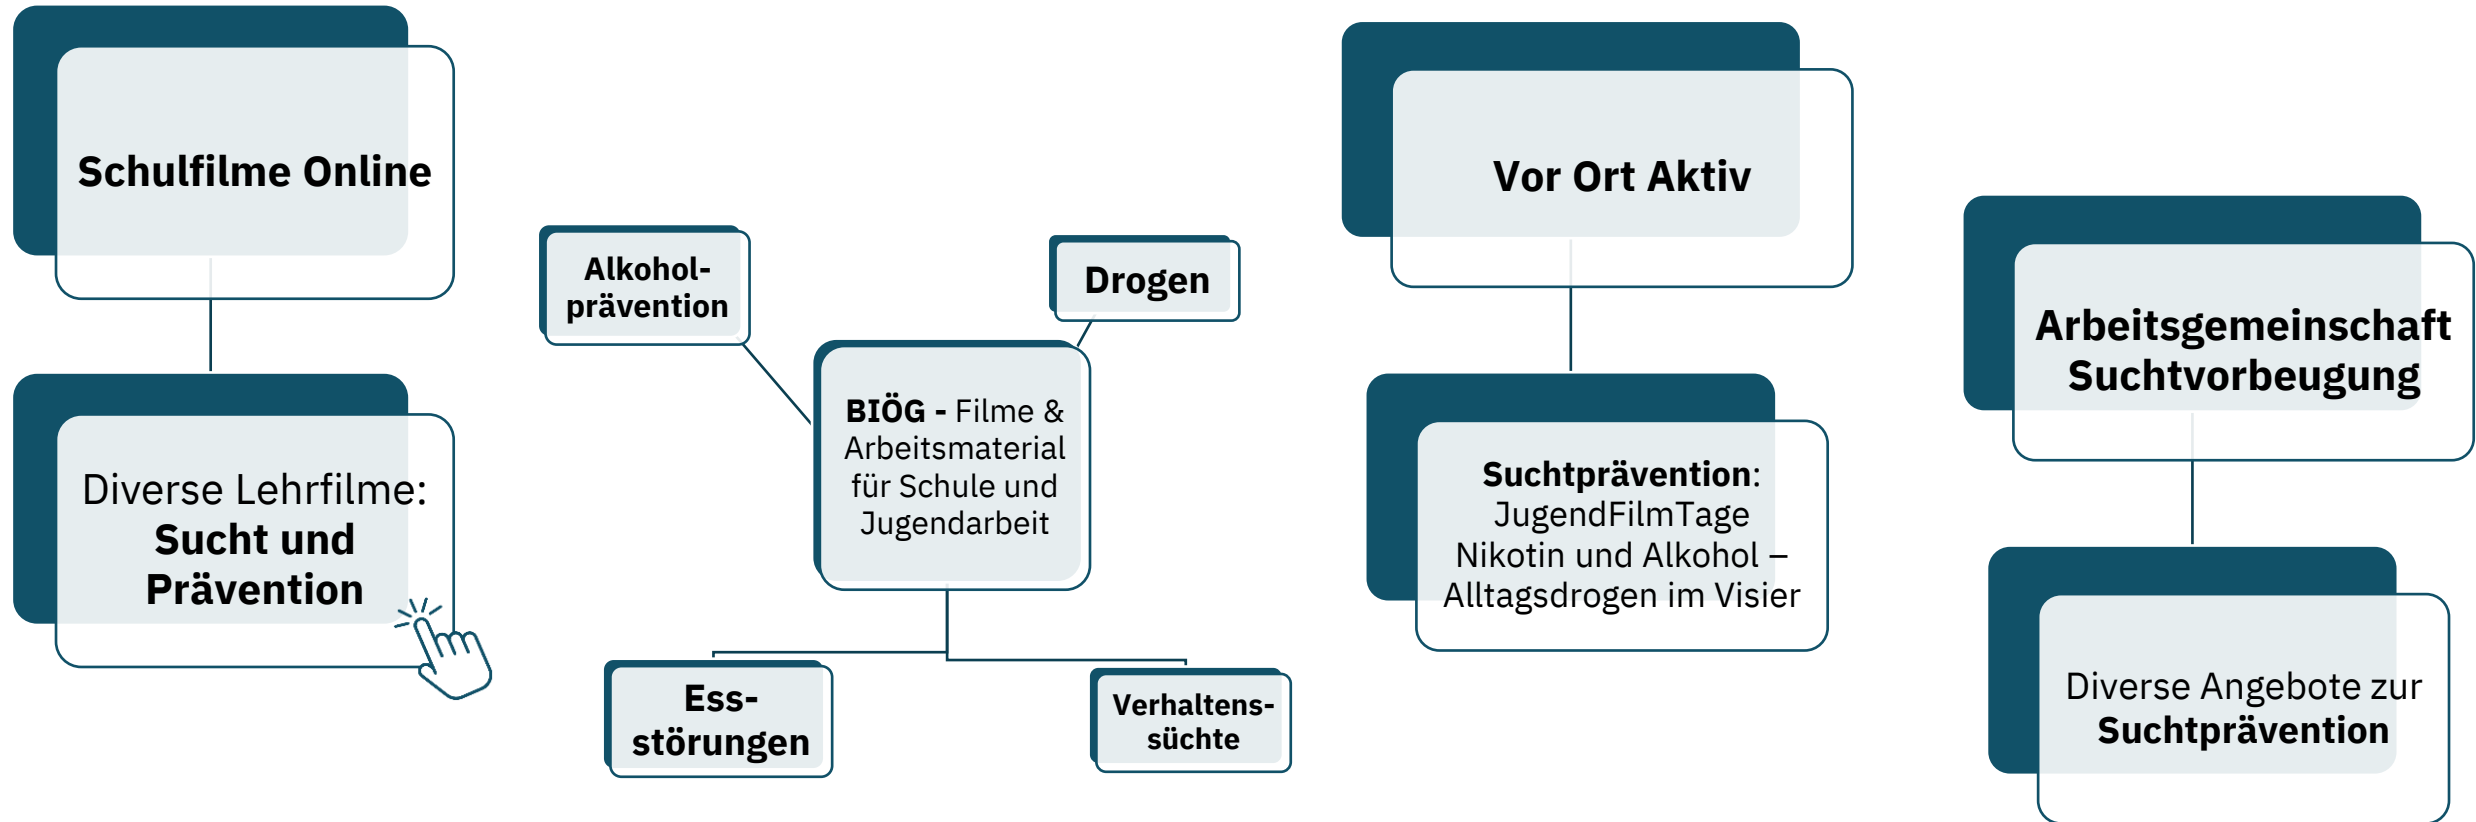 Schulfilme Online
Diverse Lehrfilme:
Sucht und
Prävention
Alkohol-
prävention
Drogen
BIÖG - Filme &
Arbeitsmaterial
für Schule und
Jugendarbeit
Ess-
störungen
Verhaltens-
süchte
Vor Ort Aktiv
Suchtprävention:
JugendFilmTage
Nikotin und Alkohol –
Alltagsdrogen im Visier
Arbeitsgemeinschaft
Suchtvorbeugung
Diverse Angebote zur
Suchtprävention